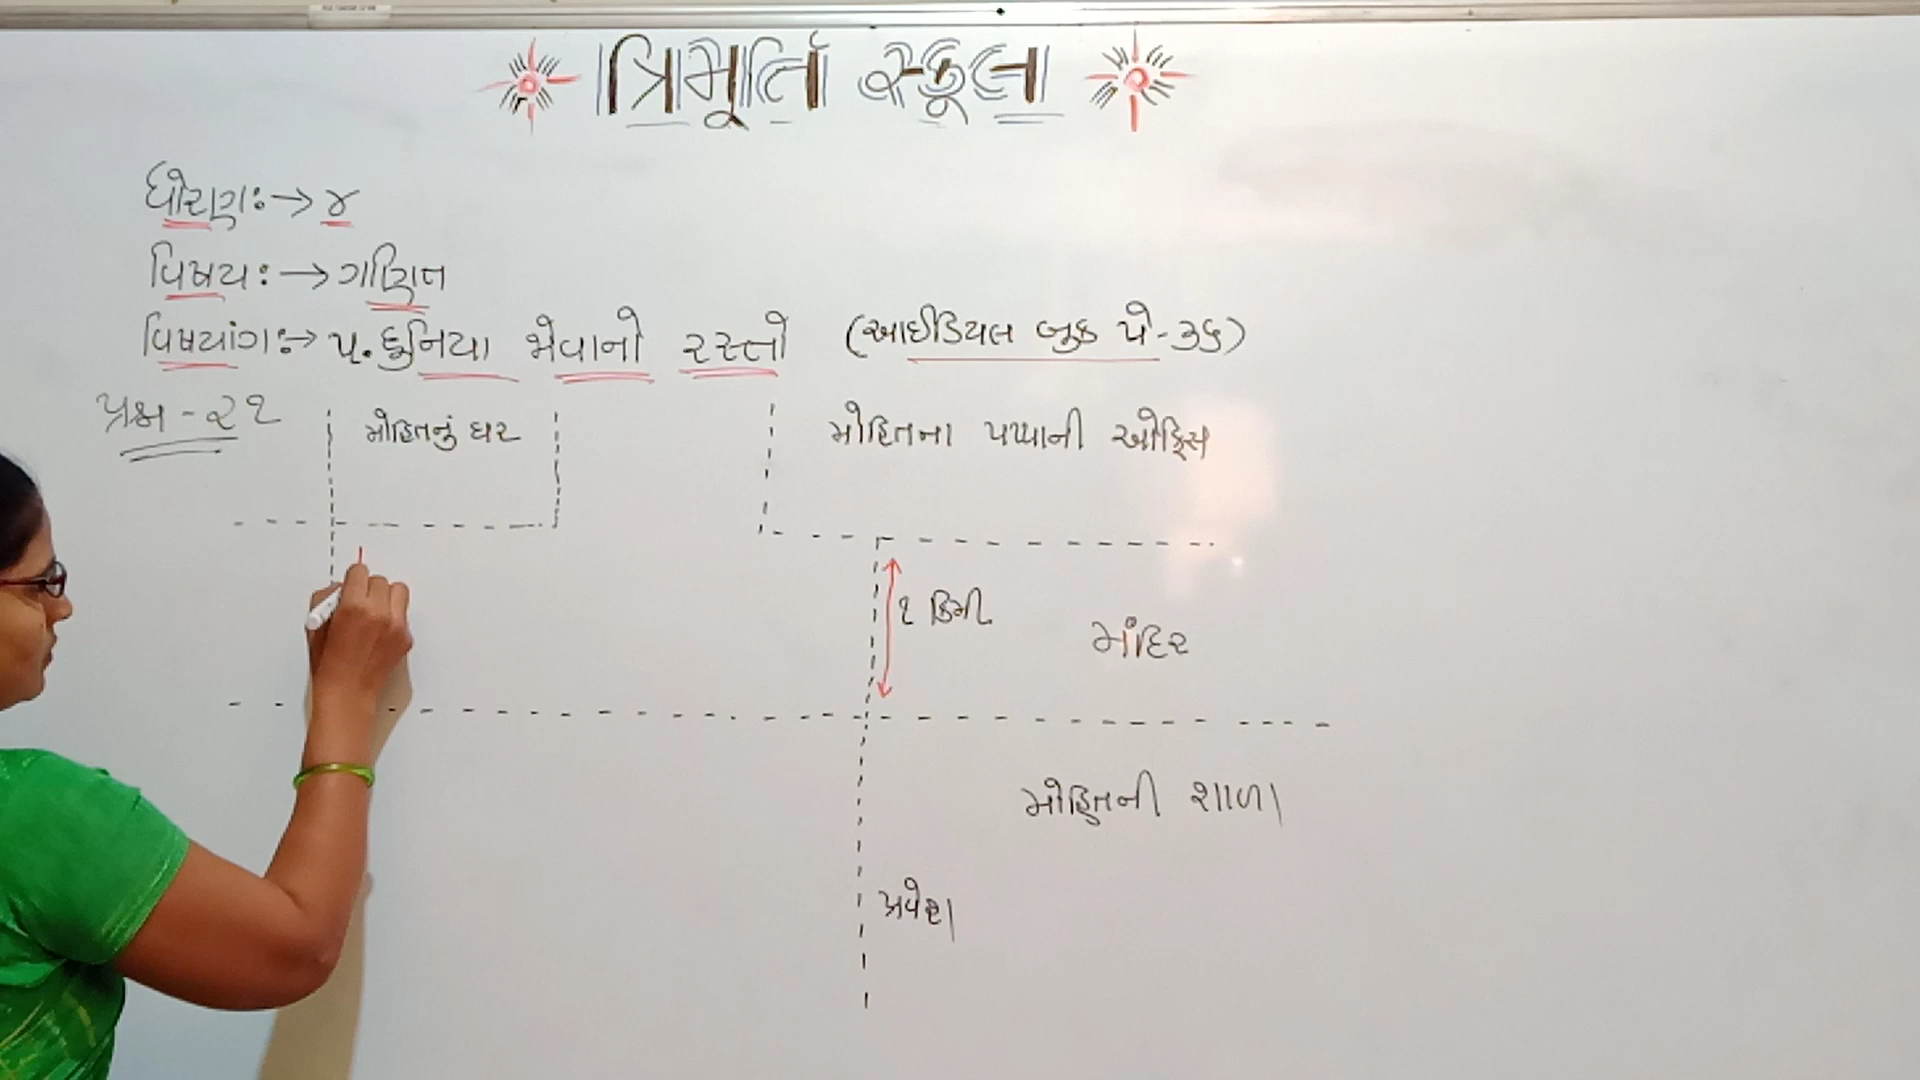 ત્રિમૂર્તિ સ્કૂલ
ધોરણઃ→ ૪
વિષયઃ→ ગણિત
વિષયાંગઃ→ ૫. દુનિયા જેવાનો રસ્તો (આઈડિયલ બુક પે-૩૬)
પ્રશ્ન - ૨૧
મોહિતનું ઘર
મોહિતના પપ્પાની ઓફિસ
૧ કિમી.
મંદિર
મોહિતની શાળા
પ્રવેશ